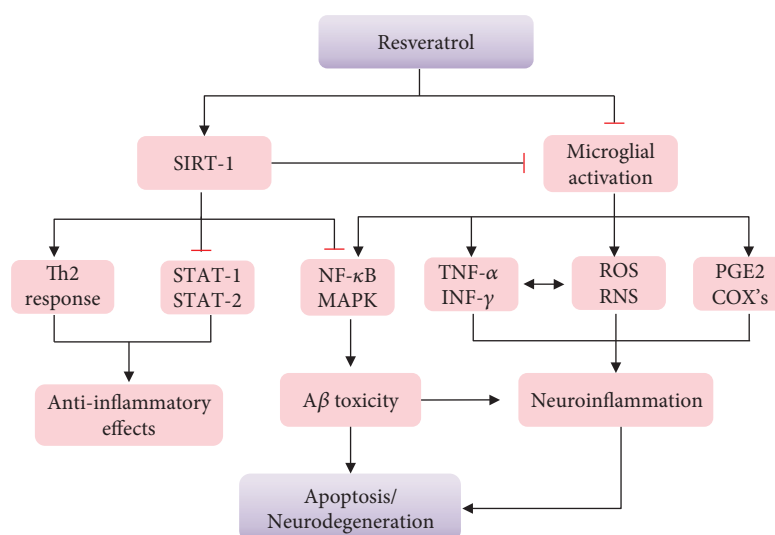 Resveratrol
SIRT-1
Microglial
activation
Th2
response
STAT-1
STAT-2
NF-κB
MAPK
TNF-α
INF-γ
ROS
RNS
PGE2
COX's
Anti-inflammatory
effects
Aβ toxicity
Neuroinflammation
Apoptosis/
Neurodegeneration